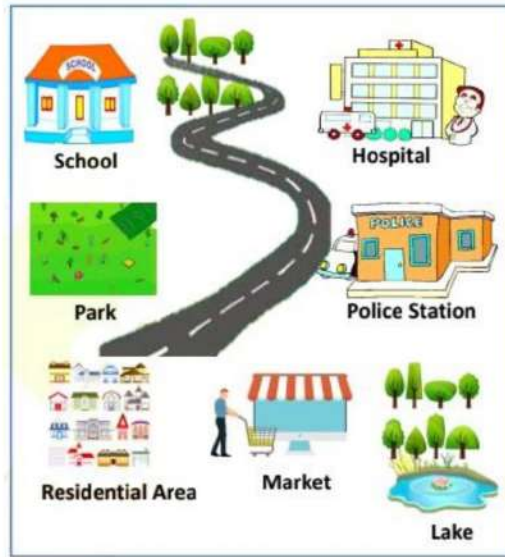 SCHOOL
School
Hospital
POLICE
Park
Police Station
Residential Area
Market
Lake